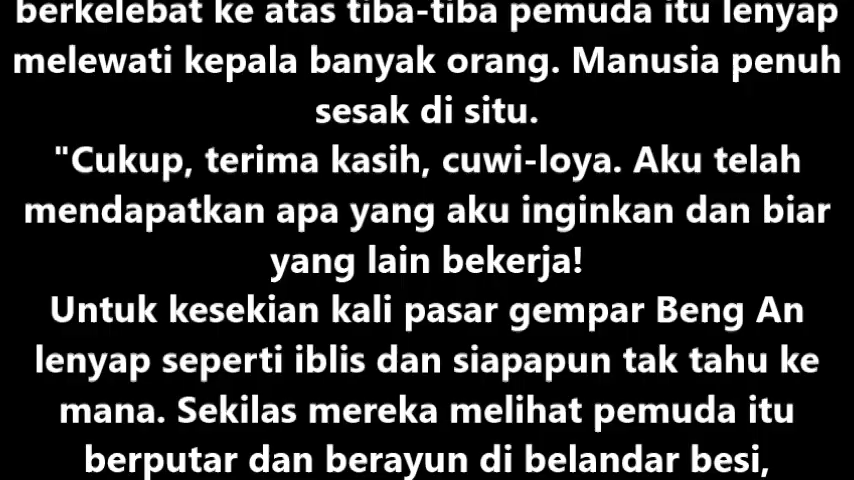 berkelebat ke atas tiba-tiba pemuda itu lenyap
melewati kepala banyak orang. Manusia penuh
sesak di situ.
"Cukup, terima kasih, cuwi-loya. Aku telah
mendapatkan apa yang aku inginkan dan biar
yang lain bekerja!
Untuk kesekian kali pasar gempar Beng An
lenyap seperti iblis dan siapapun tak tahu ke
mana. Sekilas mereka melihat pemuda itu
berputar dan berayun di belandar besi,